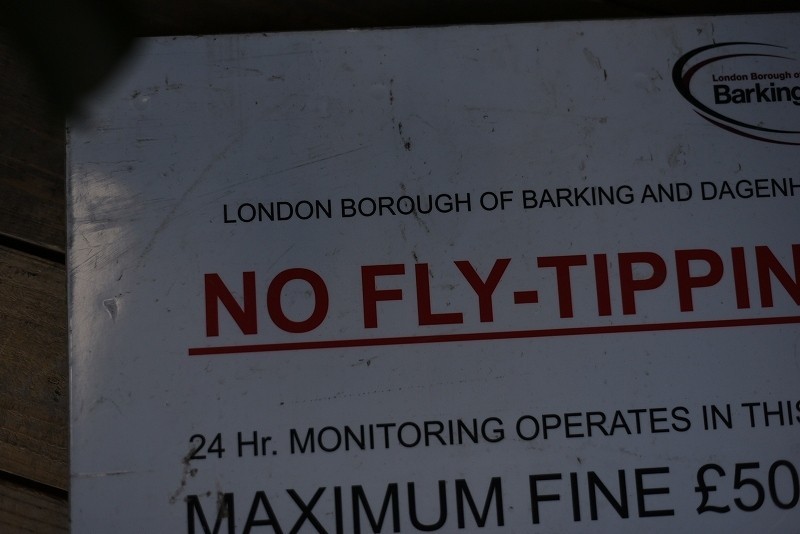 London Borough of
Barking
LONDON BOROUGH OF BARKING AND DAGENH
NO FLY-TIPPIN
24 Hr. MONITORING OPERATES IN THIS
MAXIMUM FINE £50